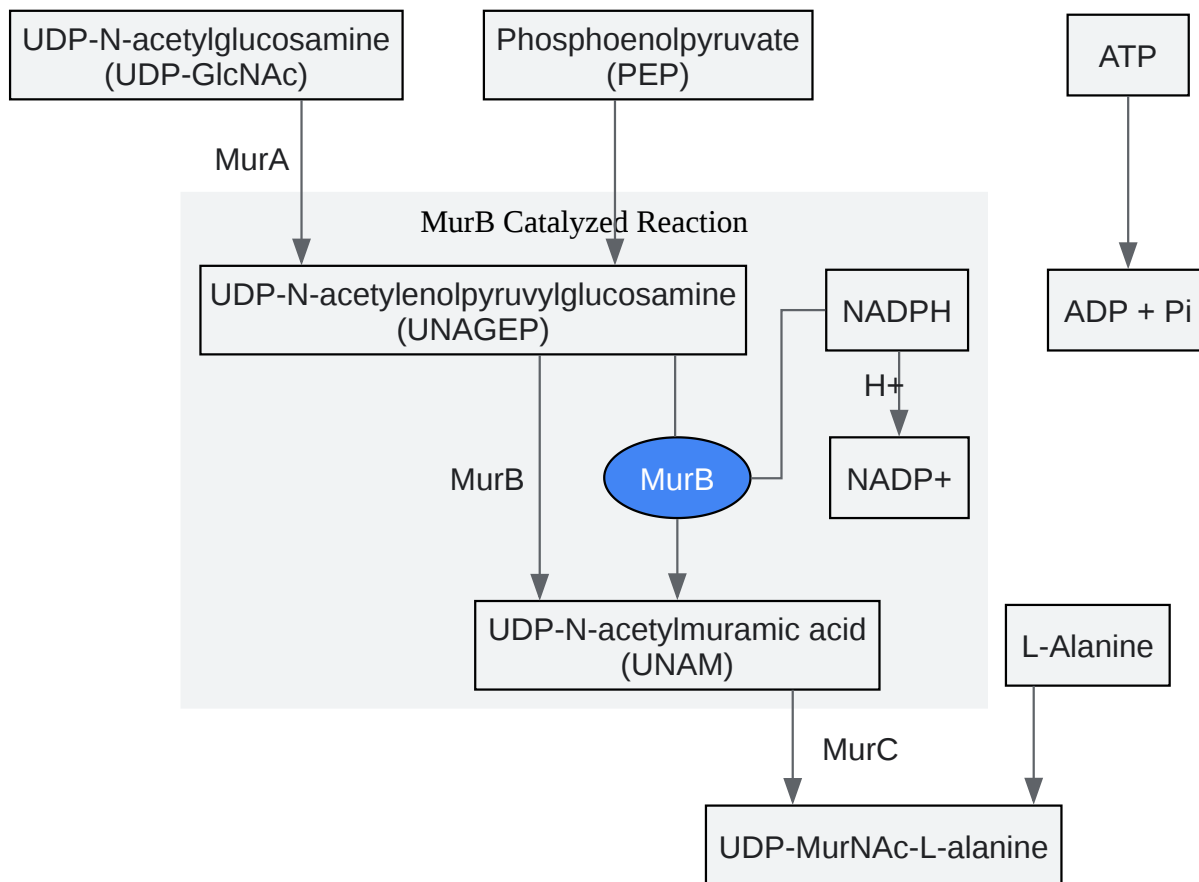 UDP-N-acetylglucosamine
(UDP-GlcNAc)
Phosphoenolpyruvate
(PEP)
ATP
MurA
MurB Catalyzed Reaction
UDP-N-acetylenolpyruvylglucosamine
(UNAGEP)
NADPH
ADP + Pi
H+
MurB
MurB
NADP+
UDP-N-acetylmuramic acid
(UNAM)
L-Alanine
MurC
UDP-MurNAc-L-alanine